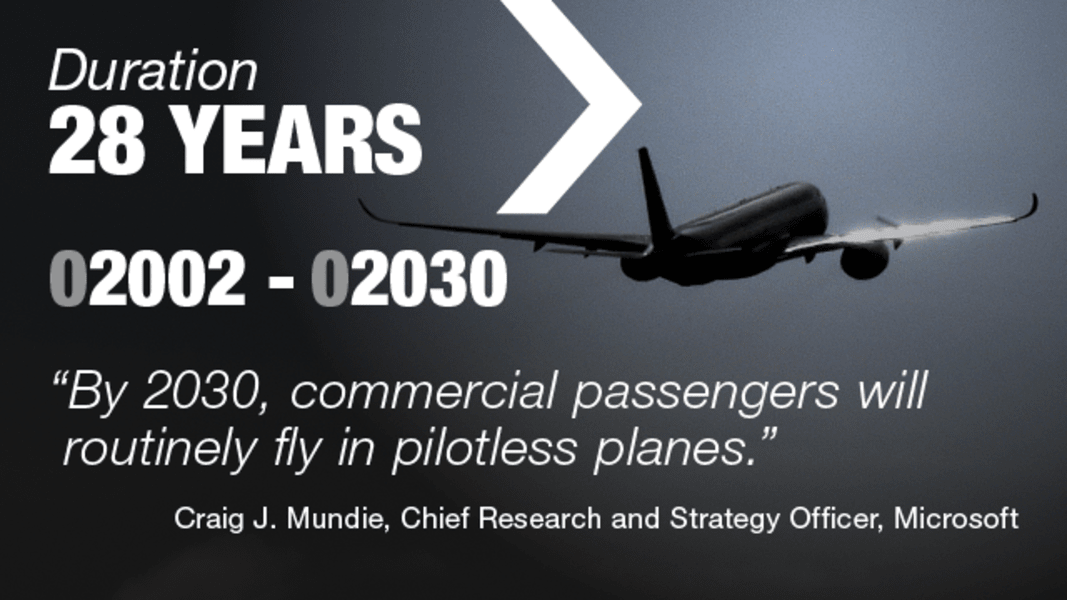 Duration
28 YEARS
02002 - 02030
“By 2030, commercial passengers will
routinely fly in pilotless planes.”
Craig J. Mundie, Chief Research and Strategy Officer, Microsoft